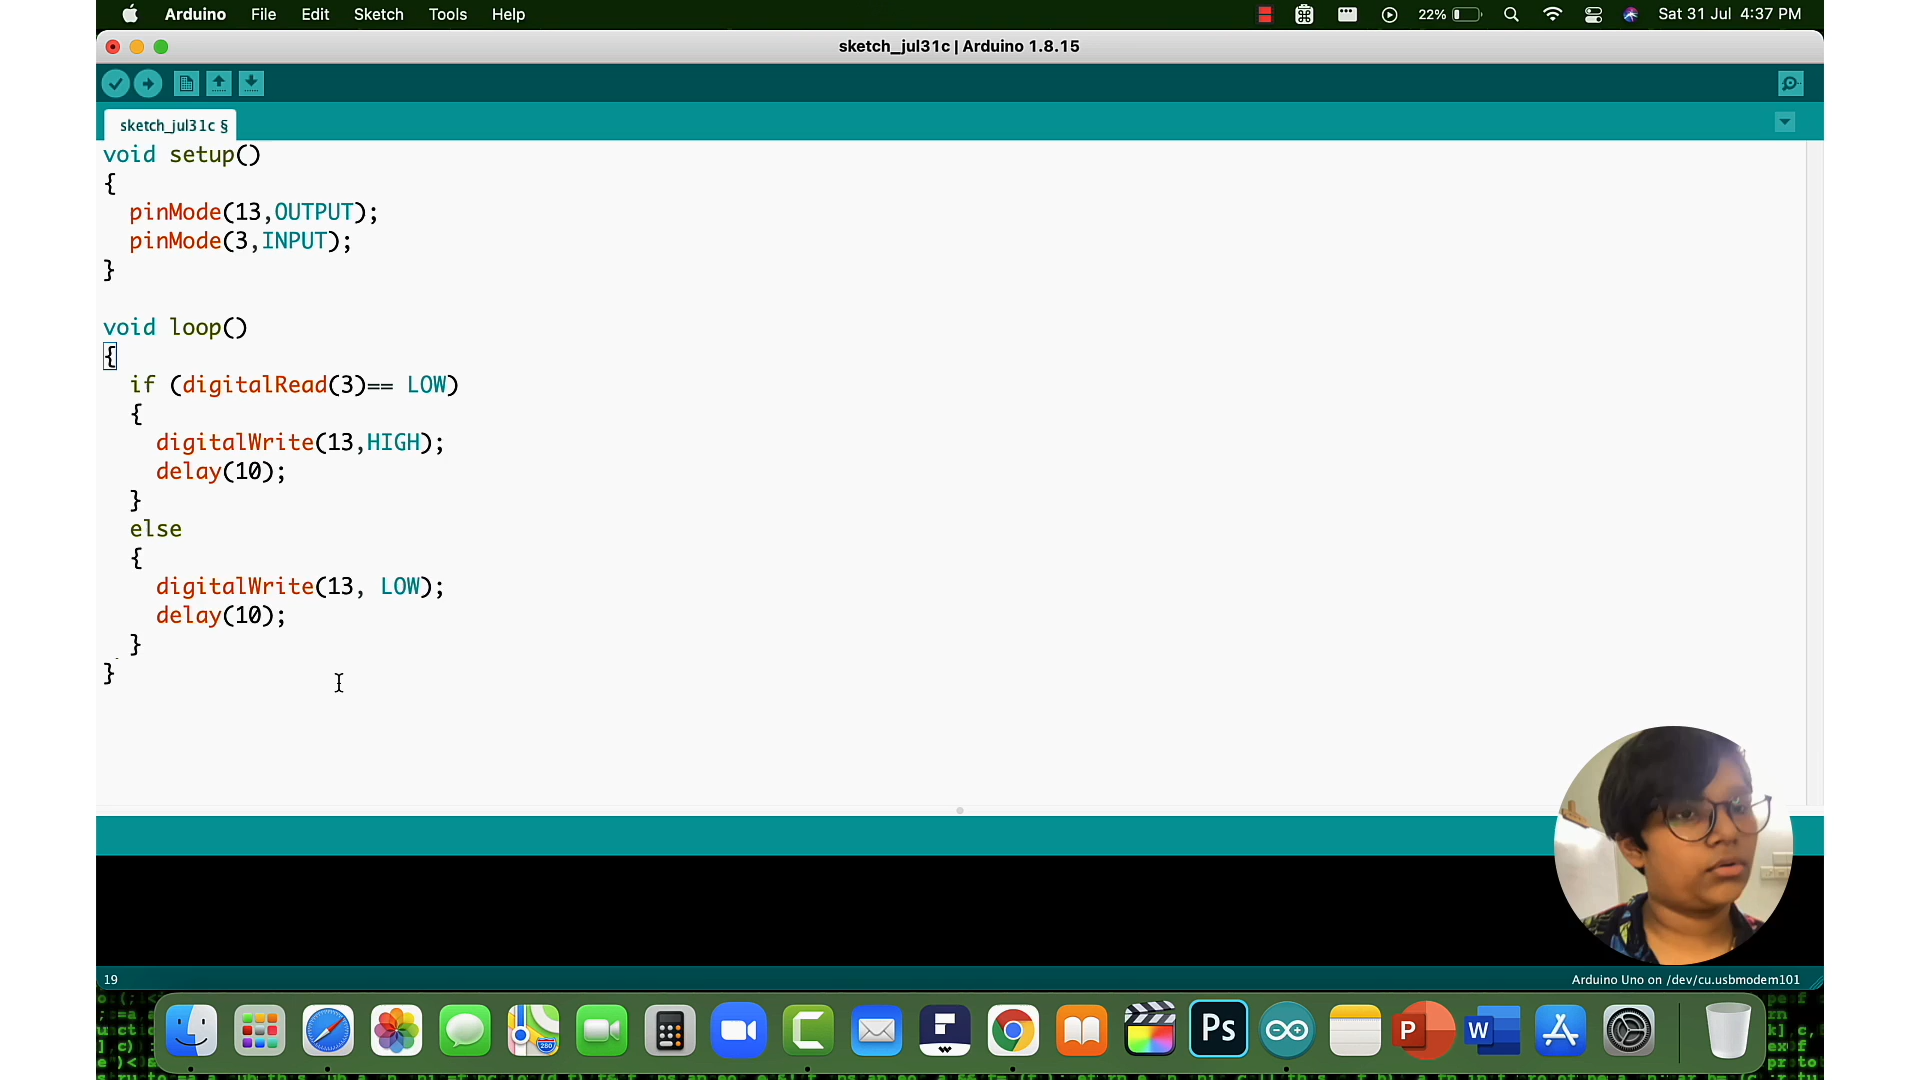 Arduino File Edit Sketch Tools Help 22% Sat 31 Jul 4:37 PM
sketch_jul31c | Arduino 1.8.15
sketch_jul31c §
void setup()
{
  pinMode(13,OUTPUT);
  pinMode(3,INPUT);
}
void loop()
{
  if (digitalRead(3)== LOW)
  {
    digitalWrite(13,HIGH);
    delay(10);
  }
  else
  {
    digitalWrite(13, LOW);
    delay(10);
  }
}
19 Arduino Uno on /dev/cu.usbmodem101
280 Ps P W